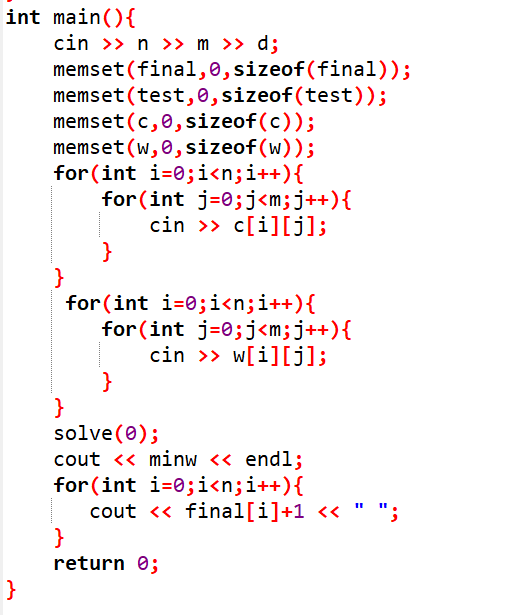 int main(){
    cin >> n >> m >> d;
    memset(final,0,sizeof(final));
    memset(test,0,sizeof(test));
    memset(c,0,sizeof(c));
    memset(w,0,sizeof(w));
    for(int i=0;i<n;i++){
        for(int j=0;j<m;j++){
            cin >> c[i][j];
        }
    }
     for(int i=0;i<n;i++){
        for(int j=0;j<m;j++){
            cin >> w[i][j];
        }
    }
    solve(0);
    cout << minw << endl;
    for(int i=0;i<n;i++){
       cout << final[i]+1 << " ";
    }
    return 0;
}